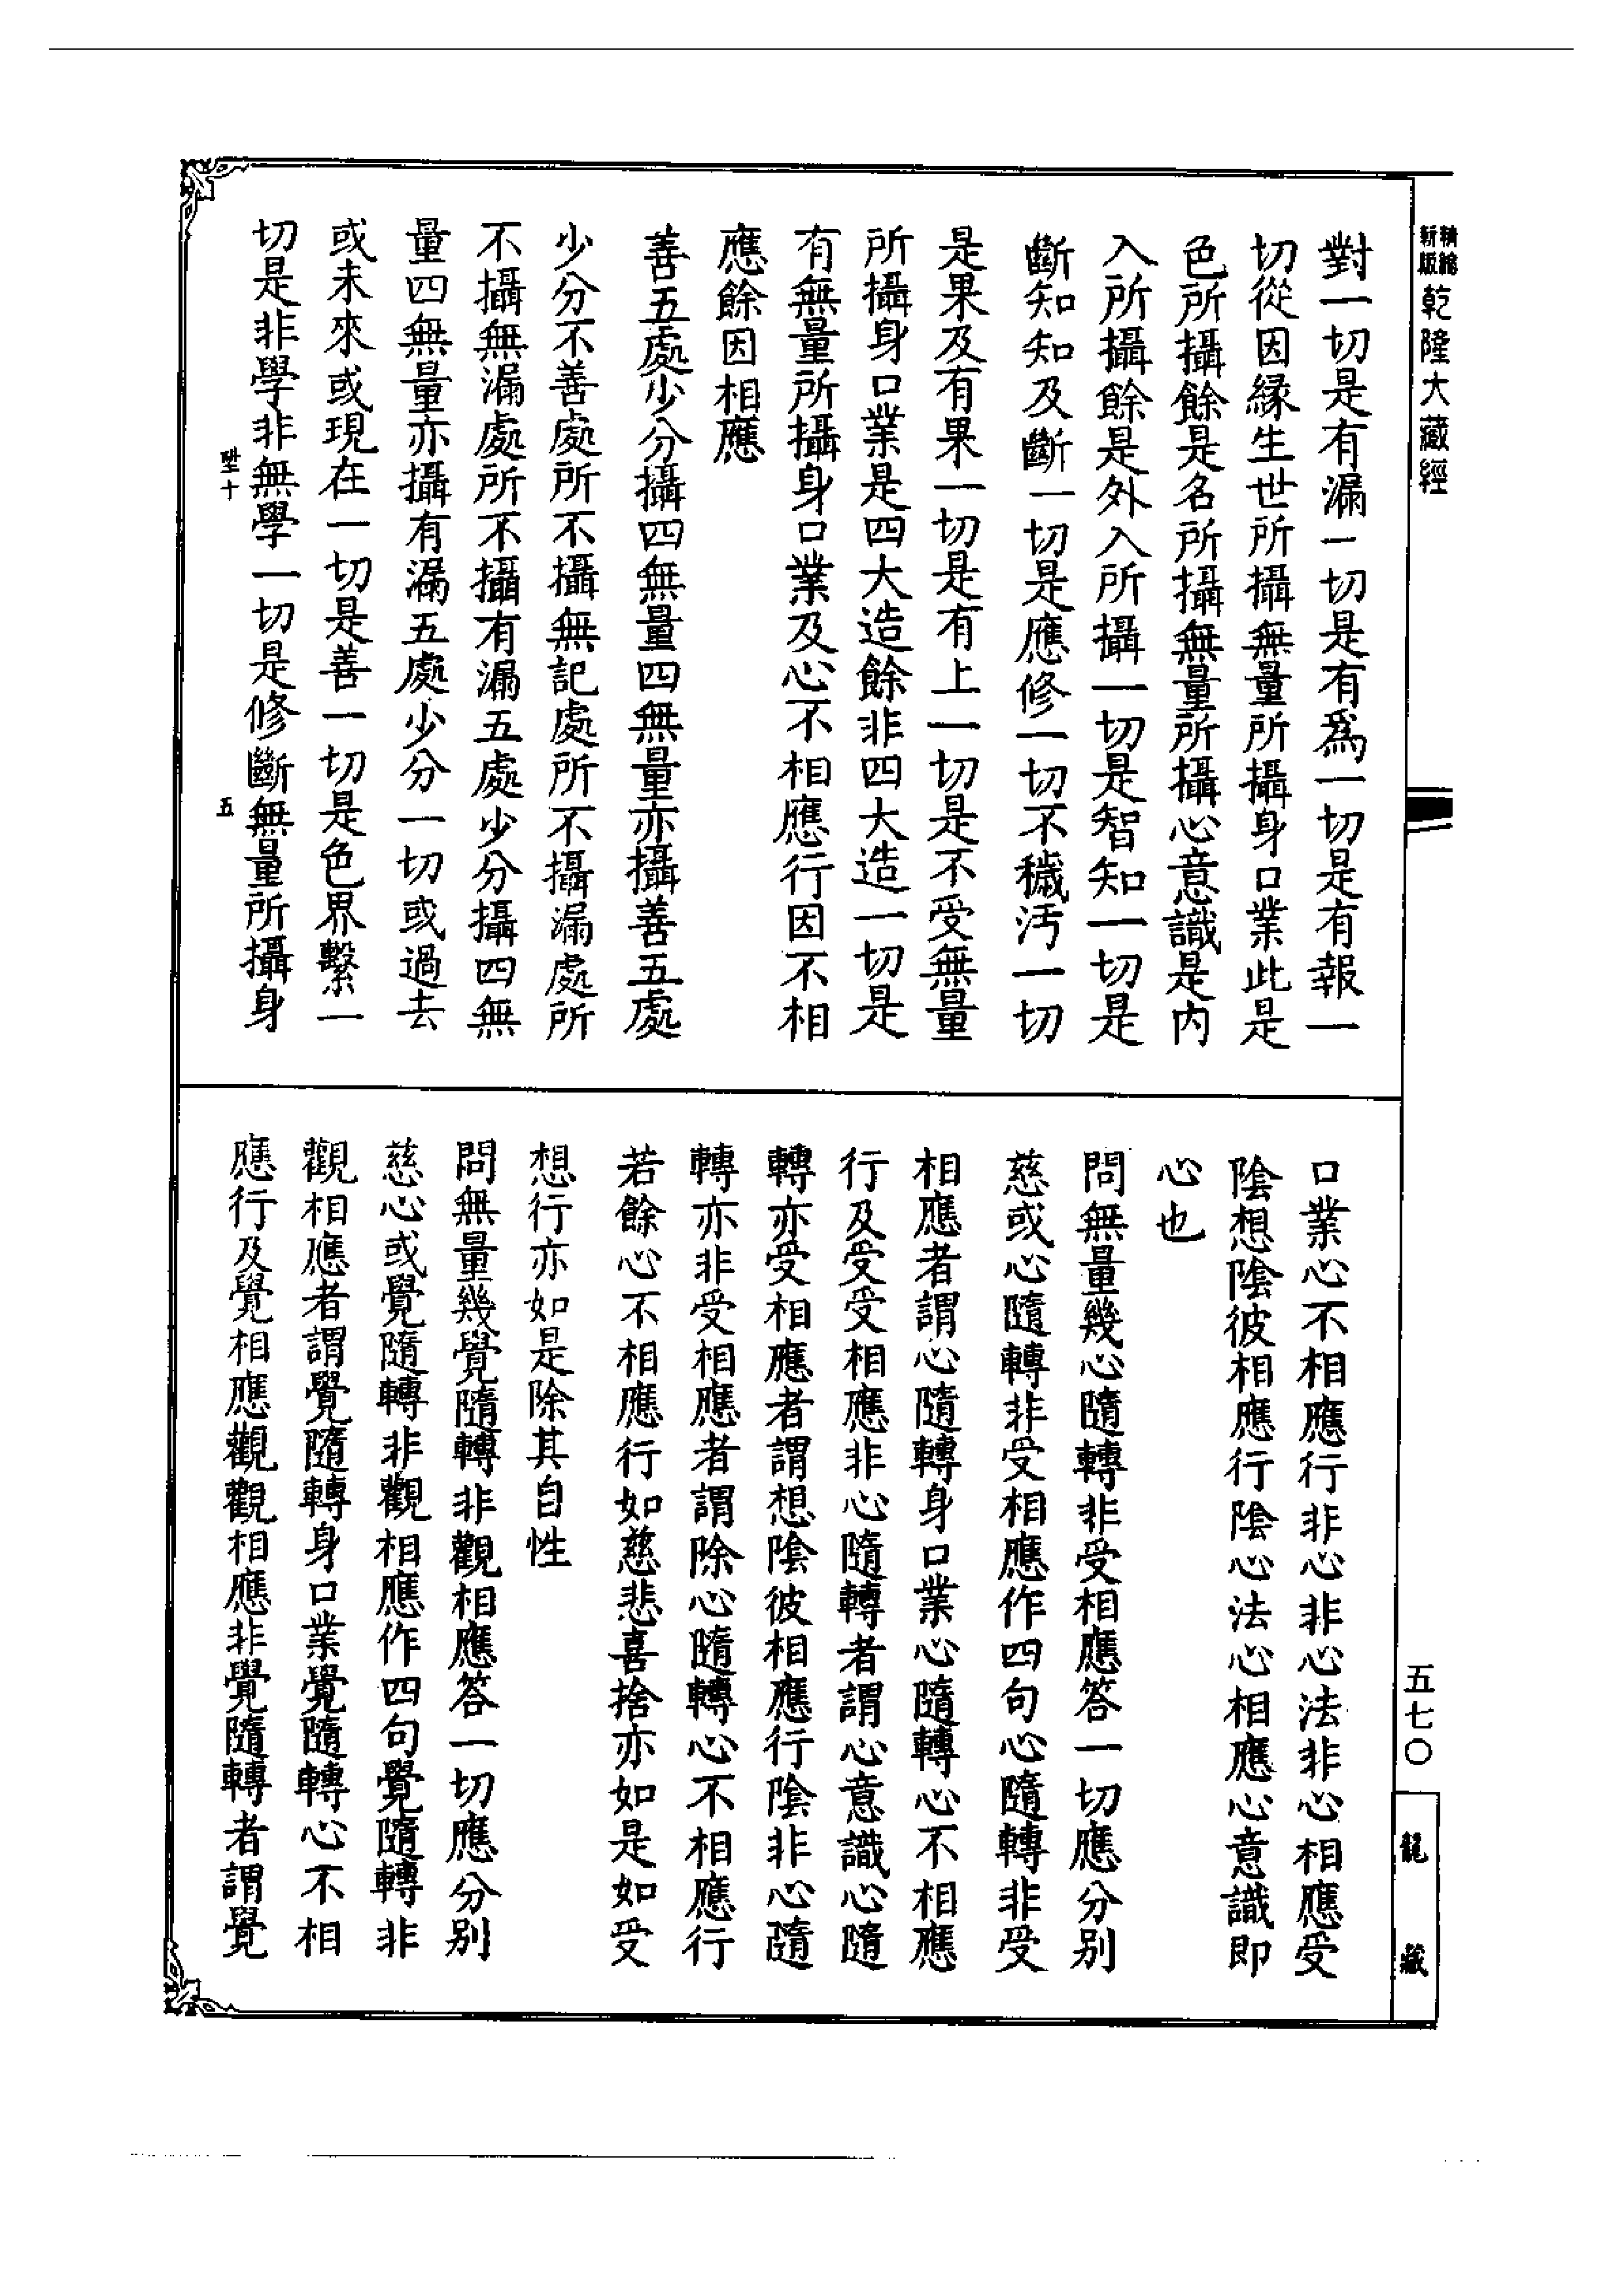 精縮新版乾隆大藏經
對一切是有漏一切是有爲一切是有報一
切從因緣生世所攝無量所攝身口業此是
色所攝餘是名所攝無量所攝心意識是內
入所攝餘是外入所攝一切是智知一切是
斷知知及斷一切是應修一切不穢污一切
是果及有果一切是有上一切是不受無量
所攝身口業是四大造餘非四大造一切是
有無量所攝身口業及心不相應行因不相
應餘因相應
善五處少分攝四無量四無量亦攝善五處
少分不善處所不攝無記處所不攝漏處所
不攝無漏處所不攝有漏五處少分攝四無
量四無量亦攝有漏五處少分一切或過去
或未來或現在一切是善一切是色界繫一
切是非學非無學一切是修斷無量所攝身
十
五
口業心不相應行非心非心法非心相應受
陰想陰彼相應行陰心法心相應心意識即
心也
問無量幾心隨轉非受相應答一切應分別
慈或心隨轉非受相應作四句心隨轉非受
相應者謂心隨轉身口業心隨轉心不相應
行及受受相應非心隨轉者謂心意識心隨
轉亦受相應者謂想陰彼相應行陰非心隨
轉亦非受相應者謂除心隨轉心不相應行
若餘心不相應行如慈悲喜捨亦如是如受
想行亦如是除其自性
問無量幾覺隨轉非觀相應答一切應分別
慈心或覺隨轉非觀相應作四句覺隨轉非
觀相應者謂覺隨轉身口業覺隨轉心不相
應行及覺相應觀觀相應非覺隨轉者謂覺
五七〇
龍藏